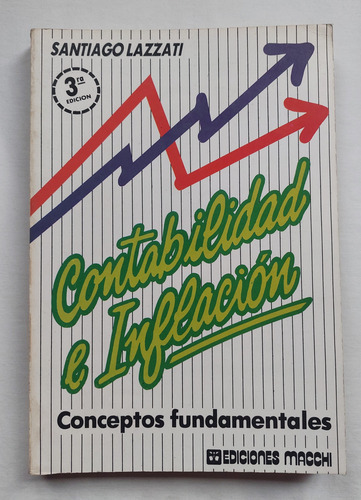 SANTIAGO LAZZATI
3ra
EDICION
Contabilidad
e Inflación
Conceptos fundamentales
EDICIONES MACCHI